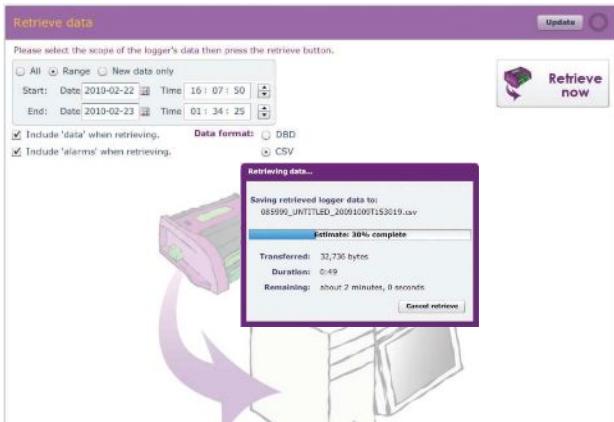 Retrieve data
Update
Please select the scope of the logger's data then press the retrieve button.
All Range New data only
Start: Date 2010-02-22 Time 16 : 07 : 50
End: Date 2010-02-23 Time 01 : 34 : 25
Retrieve now
Include 'data' when retrieving. Data format: DBD
Include 'alarms' when retrieving. CSV
Retrieving data...
Saving retrieved logger data to:
085999_UNTITLED_20091009T153019.csv
Estimate: 30% complete
Transferred: 32,736 bytes
Duration: 0:49
Remaining: about 2 minutes, 0 seconds
Cancel retrieve